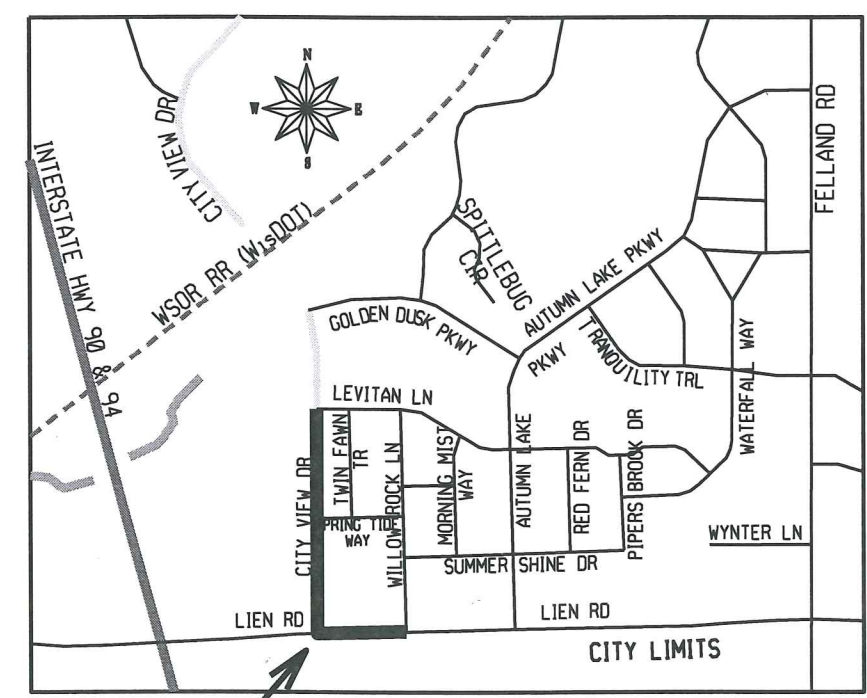 N
W
E
S
CITY VIEW DR
INTERSTATE HWY 90 & 94
WSOR RR (WisDOT)
FELLAND RD
SPITTLEBUG
CIR
AUTUMN LAKE PKWY
GOLDEN DUSK PKWY
PKWY
TRANQUILITY TRL
WATERFALL WAY
LEVITAN LN
CITY VIEW DR
TWIN FAWN
TR
WILLOW ROCK LN
MORNING MIST
WAY
AUTUMN LAKE
RED FERN DR
PIPERS BROOK DR
PRING TIDE
WAY
WYNTER LN
SUMMER SHINE DR
LIEN RD
LIEN RD
CITY LIMITS